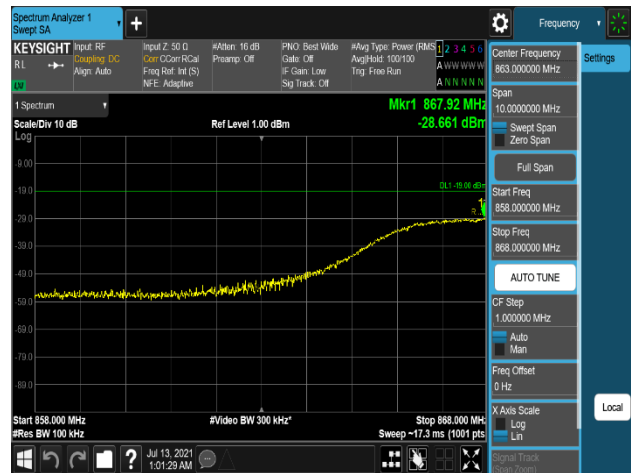 Spectrum Analyzer 1
Swept SA
Frequency
KEYSIGHT
RL
LXI
Input: RF
Coupling: DC
Align: Auto
Input Z: 50 Ω
Corr CCorr RCal
Freq Ref: Int (S)
NFE: Adaptive
#Atten: 16 dB
Preamp: Off
PNO: Best Wide
Gate: Off
IF Gain: Low
Sig Track: Off
#Avg Type: Power (RMS
Avg|Hold: 100/100
Trig: Free Run
1 2 3 4 5 6
A W W W W W
A N N N N N
1 Spectrum
Scale/Div 10 dB
Ref Level 1.00 dBm
Mkr1 867.92 MHz
-28.661 dBm
Log
-9.00
-19.0
-29.0
-39.0
-49.0
-59.0
-69.0
-79.0
-89.0
DL1 -19.00 dBm
1
Start 858.000 MHz
#Res BW 100 kHz
#Video BW 300 kHz*
Stop 868.000 MHz
Sweep ~17.3 ms (1001 pts
Jul 13, 2021
1:01:29 AM
Center Frequency
863.000000 MHz
Settings
Span
10.0000000 MHz
Swept Span
Zero Span
Full Span
Start Freq
858.000000 MHz
Stop Freq
868.000000 MHz
AUTO TUNE
CF Step
1.000000 MHz
Auto
Man
Freq Offset
0 Hz
X Axis Scale
Log
Lin
Signal Track
(Span Zoom)
Local